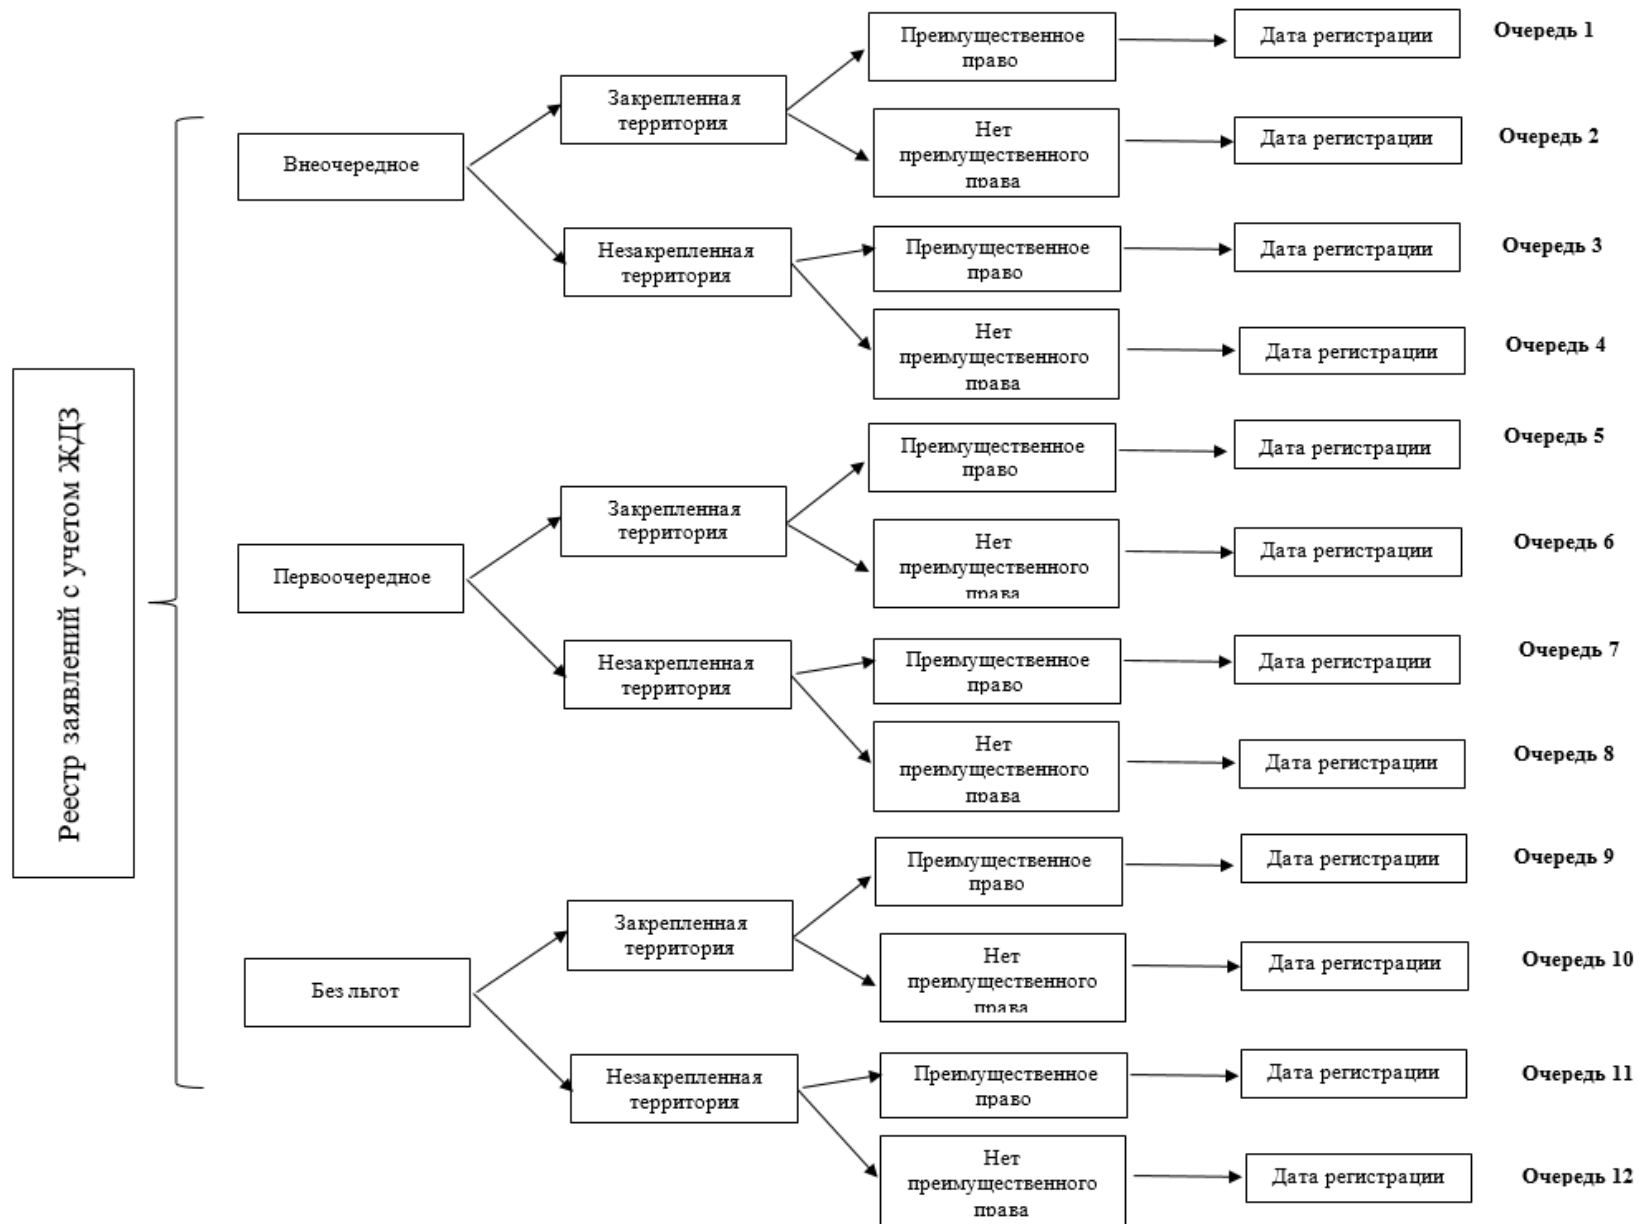 Реестр заявлений с учетом ЖДЗ
Внеочередное
Закрепленная
территория
Преимущественное
право
Дата регистрации
Очередь 1
Нет
преимущественного
права
Дата регистрации
Очередь 2
Незакрепленная
территория
Преимущественное
право
Дата регистрации
Очередь 3
Нет
преимущественного
права
Дата регистрации
Очередь 4
Первоочередное
Закрепленная
территория
Преимущественное
право
Дата регистрации
Очередь 5
Нет
преимущественного
права
Дата регистрации
Очередь 6
Незакрепленная
территория
Преимущественное
право
Дата регистрации
Очередь 7
Нет
преимущественного
права
Дата регистрации
Очередь 8
Без льгот
Закрепленная
территория
Преимущественное
право
Дата регистрации
Очередь 9
Нет
преимущественного
права
Дата регистрации
Очередь 10
Незакрепленная
территория
Преимущественное
право
Дата регистрации
Очередь 11
Нет
преимущественного
права
Дата регистрации
Очередь 12